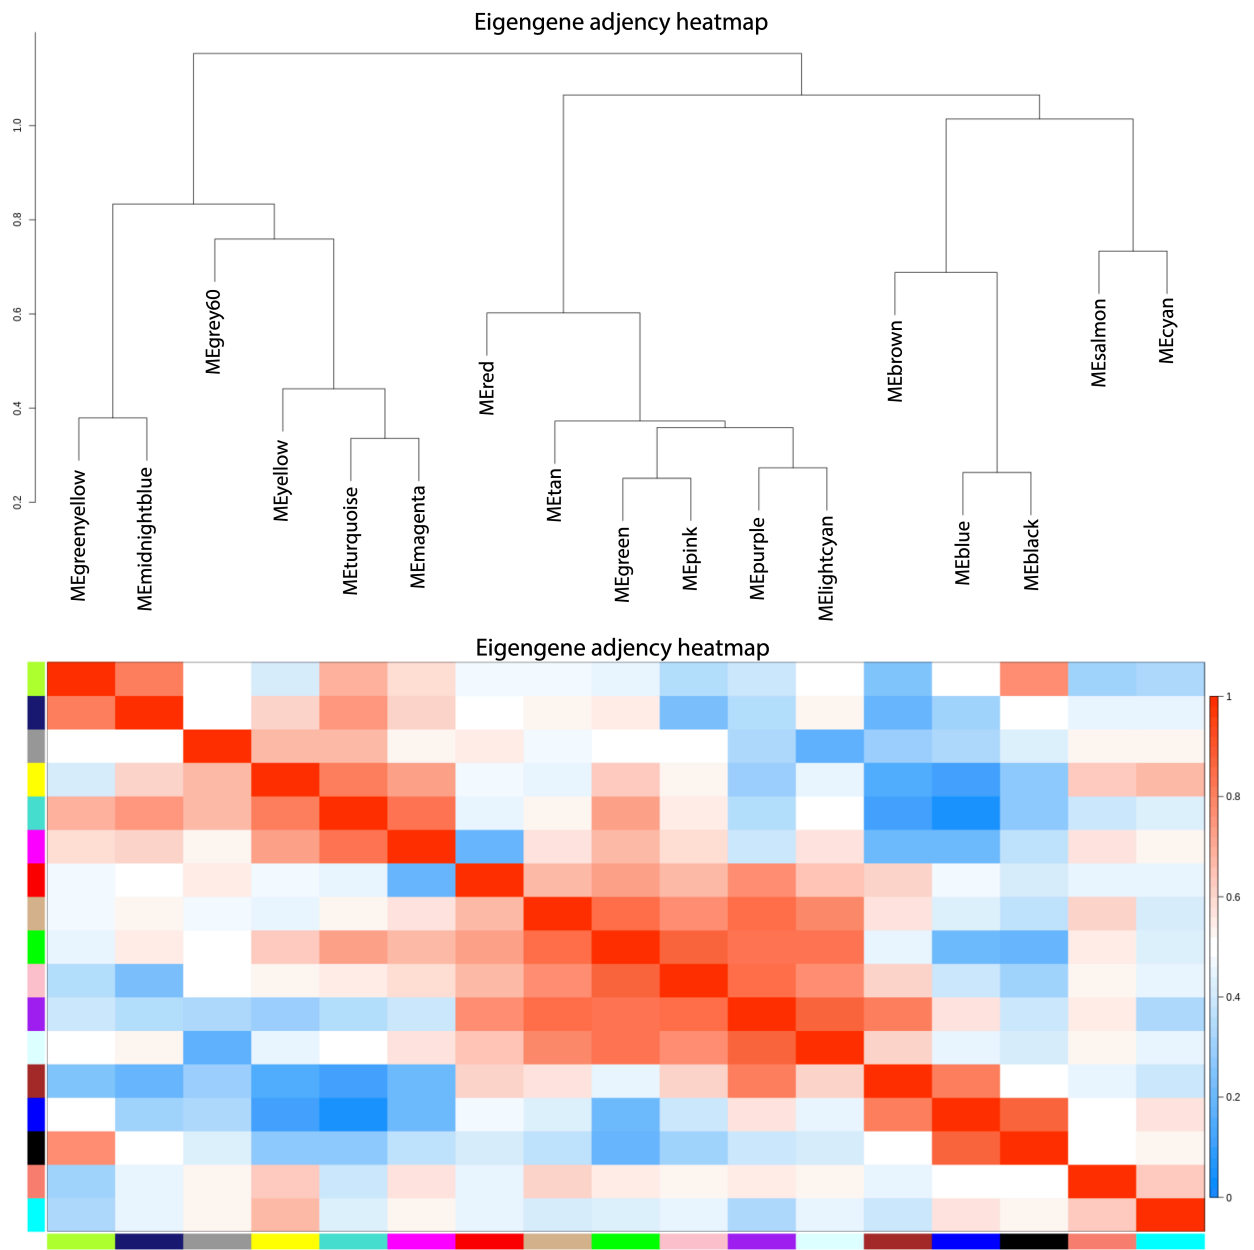 Eigengene adjency heatmap
1.0
0.8
0.6
0.4
0.2
MEgreenyellow
MEmidnightblue
MEgrey60
MEyellow
MEturquoise
MEmagenta
MEred
MEtan
MEgreen
MEpink
MEpurple
MElightcyan
MEbrown
MEblue
MEblack
MEsalmon
MEcyan
Eigengene adjency heatmap
1
0.8
0.6
0.4
0.2
0